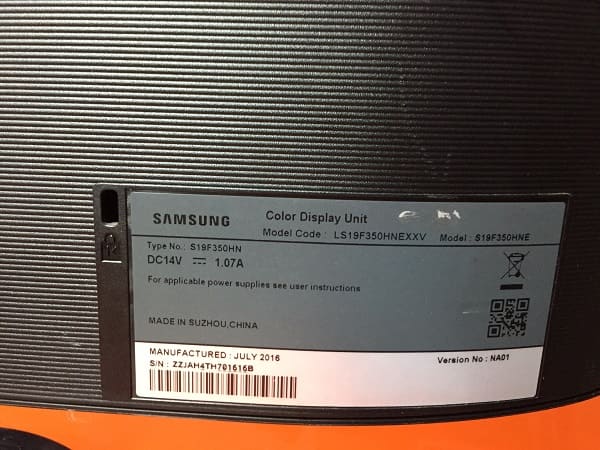 SAMSUNG
Color Display Unit
Model Code : LS19F350HNEXXV Model : S19F350HNE
Type No.: S19F350HN
DC14V ⎓ 1.07A
For applicable power supplies see user instructions
MADE IN SUZHOU,CHINA
MANUFACTURED : JULY 2016
S/N : ZZJAH4TH701616B
Version No : NA01